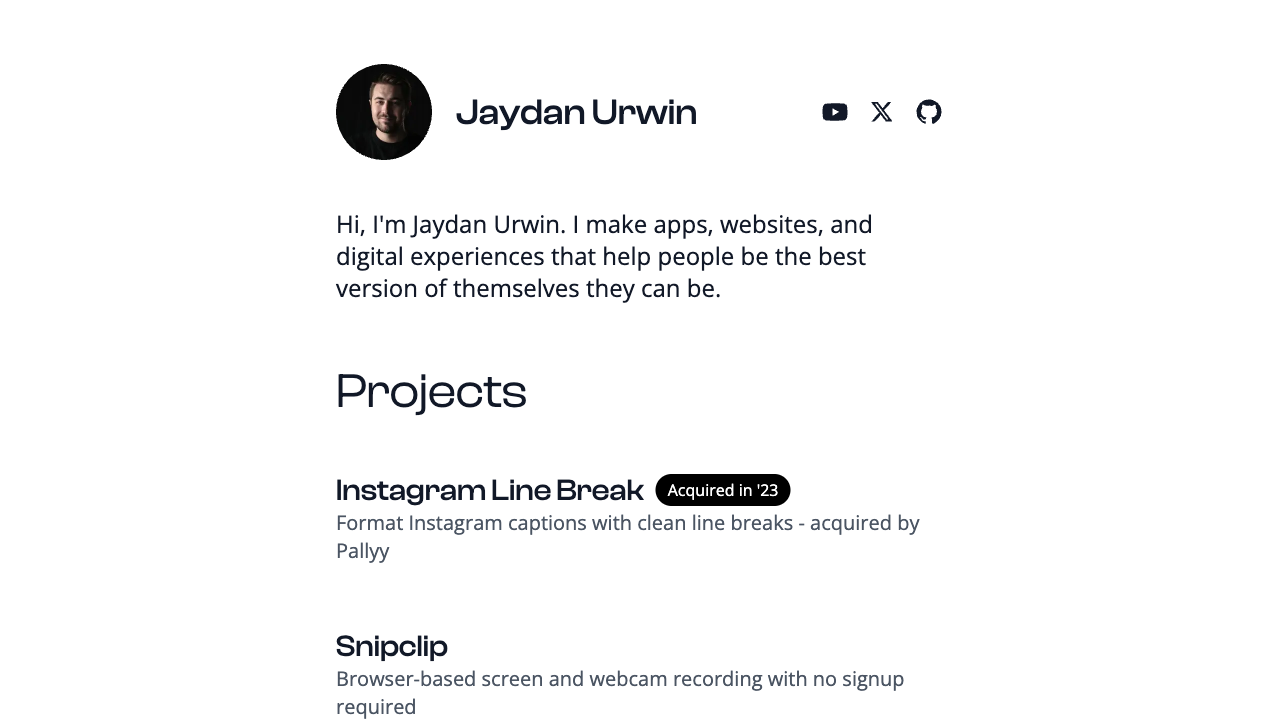 Jaydan Urwin
Hi, I'm Jaydan Urwin. I make apps, websites, and
digital experiences that help people be the best
version of themselves they can be.
Projects
Instagram Line Break Acquired in '23
Format Instagram captions with clean line breaks - acquired by
Pallyy
Snipclip
Browser-based screen and webcam recording with no signup
required